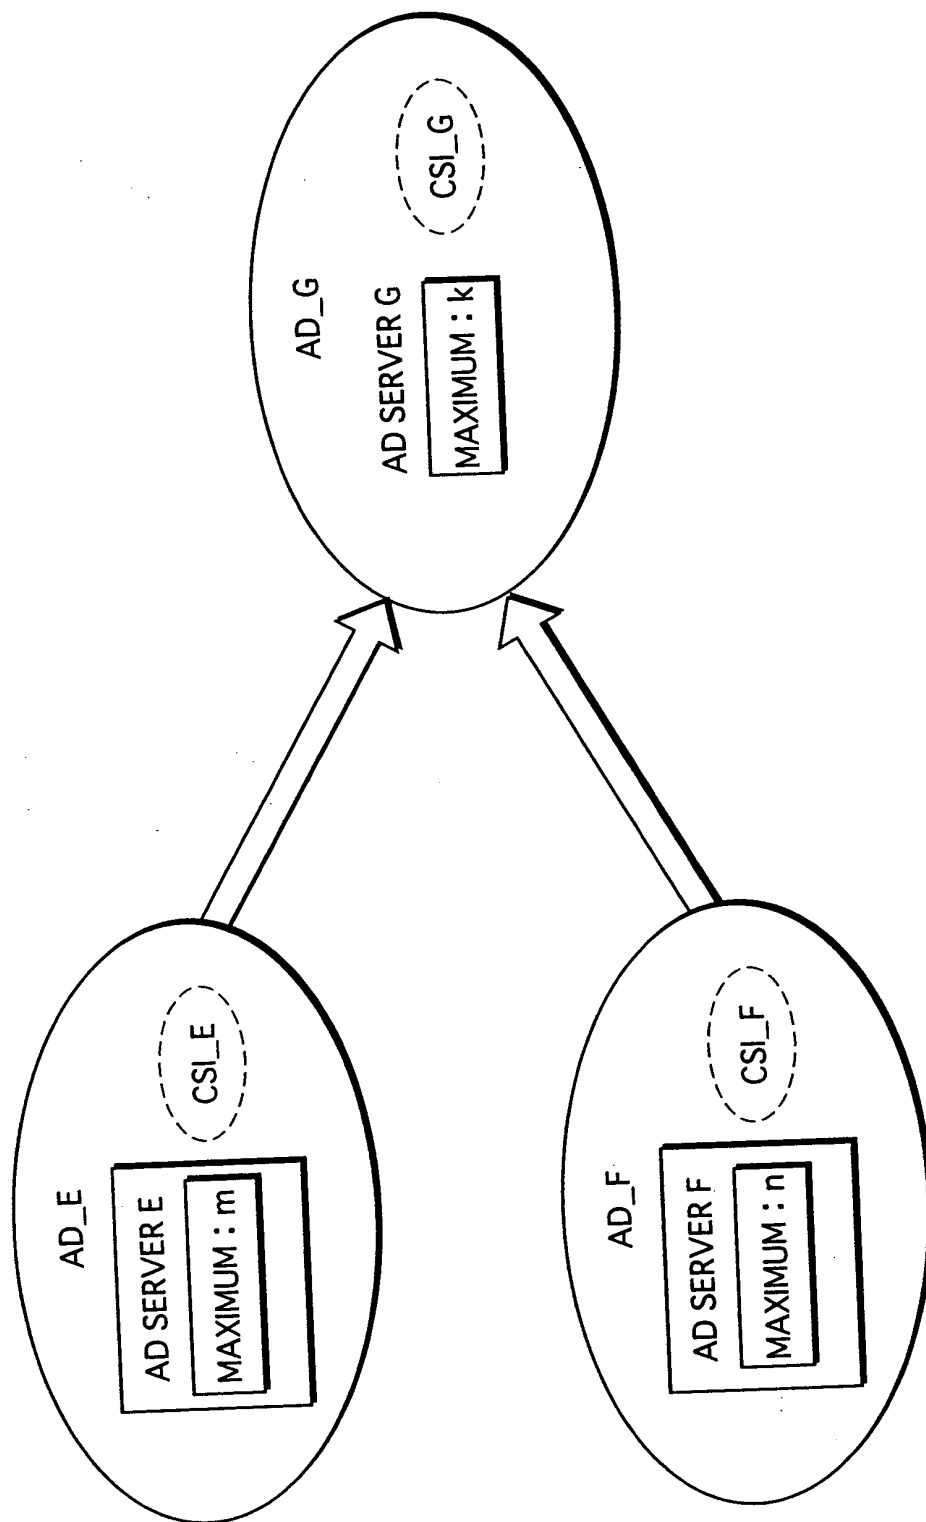 AD_E
AD SERVER E
MAXIMUM : m
CSI_E
AD_F
AD SERVER F
MAXIMUM : n
CSI_F
AD_G
AD SERVER G
MAXIMUM : k
CSI_G